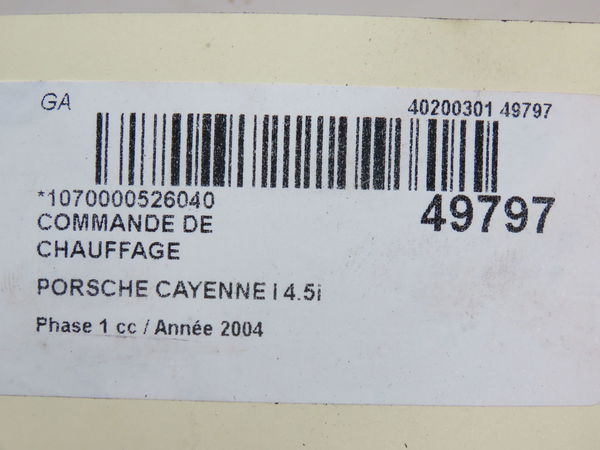 GA
40200301 49797
*1070000526040
49797
COMMANDE DE
CHAUFFAGE
PORSCHE CAYENNE I 4.5i
Phase 1 cc / Année 2004